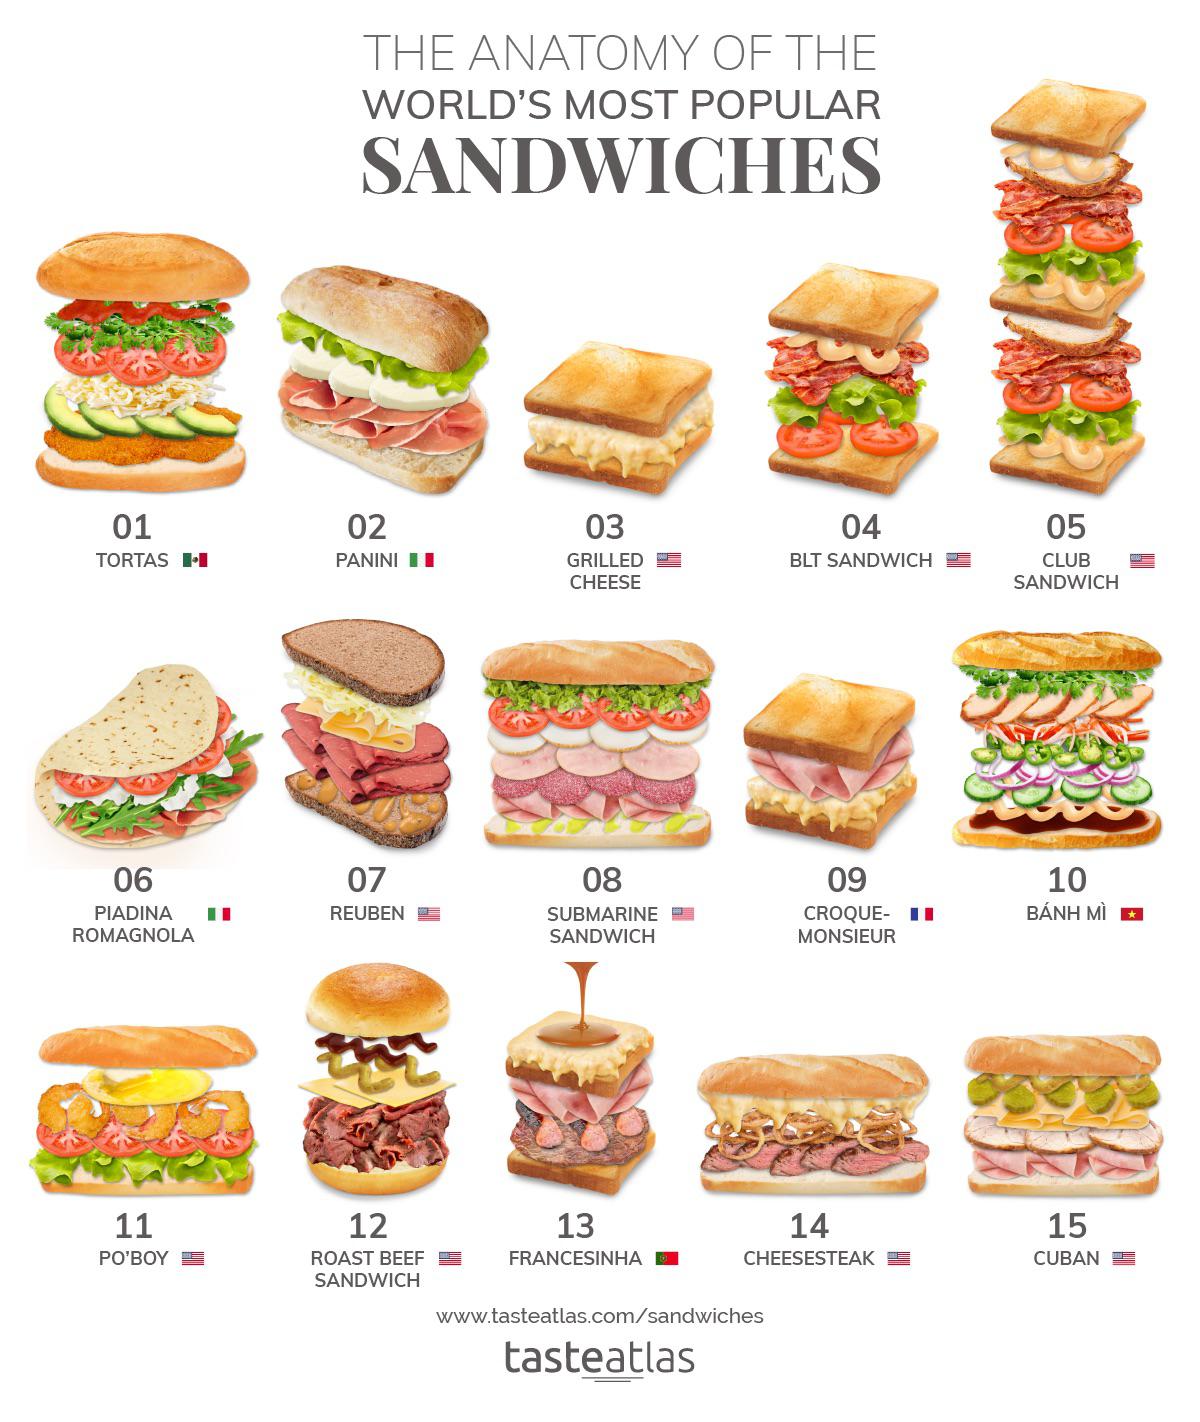 THE ANATOMY OF THE
WORLD'S MOST POPULAR
SANDWICHES
01
TORTAS
02
PANINI
03
GRILLED
CHEESE
04
BLT SANDWICH
05
CLUB
SANDWICH
06
PIADINA
ROMAGNOLA
07
REUBEN
08
SUBMARINE
SANDWICH
09
CROQUE-
MONSIEUR
10
BÁNH MÌ
11
PO'BOY
12
ROAST BEEF
SANDWICH
13
FRANCESINHA
14
CHEESESTEAK
15
CUBAN
www.tasteatlas.com/sandwiches
tasteatlas